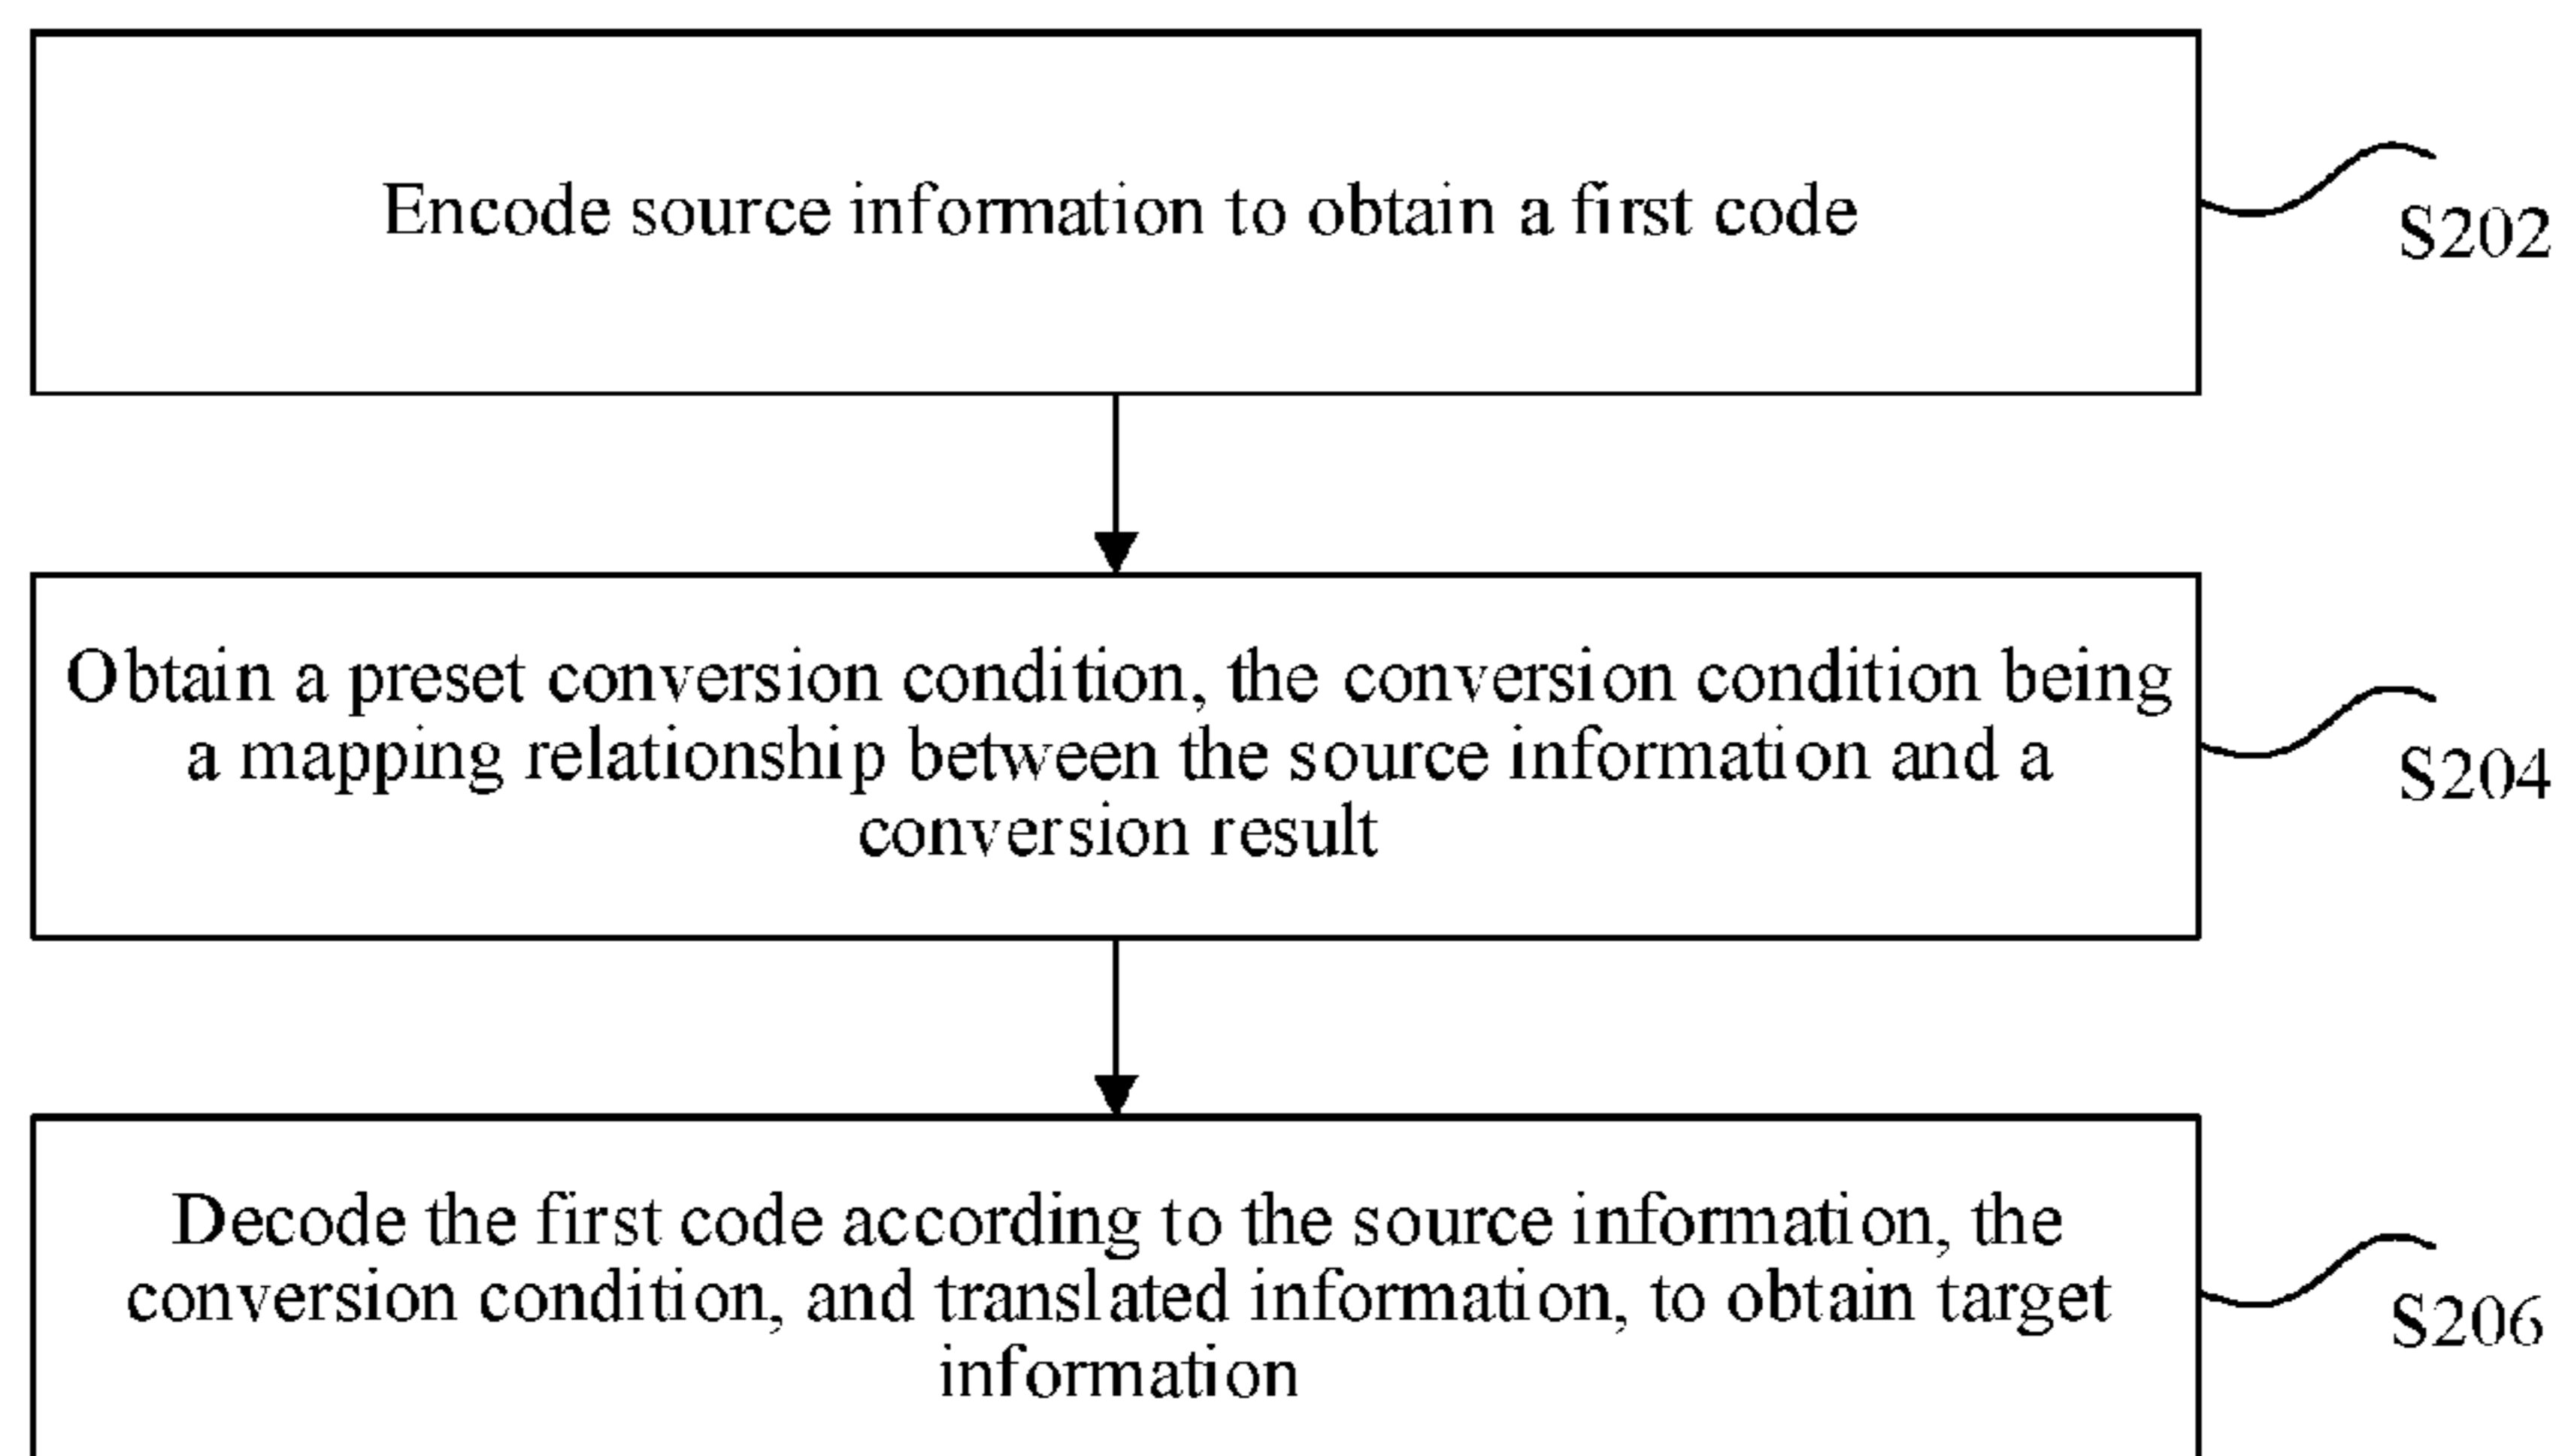 Encode source information to obtain a first code
S202
Obtain a preset conversion condition, the conversion condition being
a mapping relationship between the source information and a
conversion result
S204
Decode the first code according to the source information, the
conversion condition, and translated information, to obtain target
information
S206